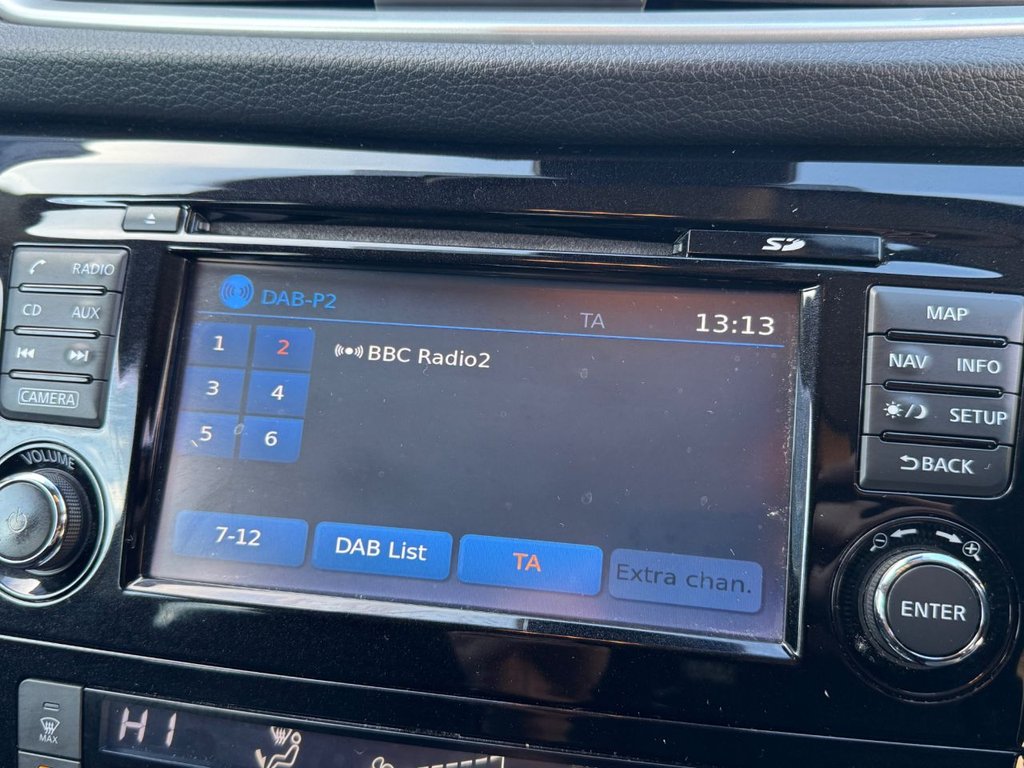 SD
RADIO
CD AUX
CAMERA
VOLUME
DAB-P2
TA 13:13
1 2
BBC Radio2
3 4
5 6
7-12 DAB List TA Extra chan.
MAP
NAV INFO
SETUP
BACK
ENTER
MAX
HI